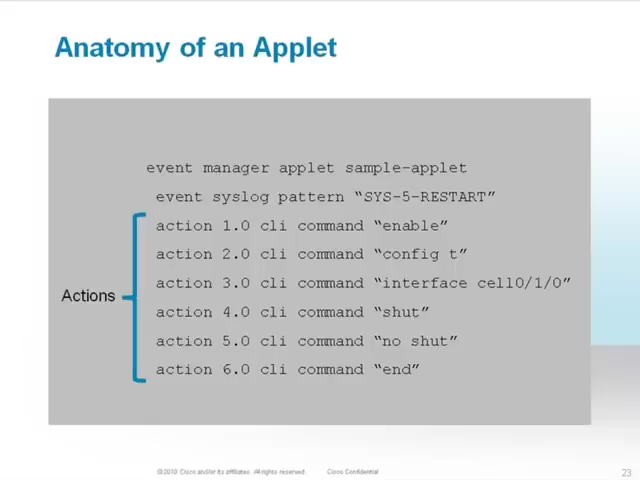 Anatomy of an Applet
event manager applet sample-applet
event syslog pattern “SYS-5-RESTART”
action 1.0 cli command “enable”
action 2.0 cli command “config t”
action 3.0 cli command “interface cell0/1/0”
Actions
action 4.0 cli command “shut”
action 5.0 cli command “no shut”
action 6.0 cli command “end”
© 2010 Cisco and/or its affiliates. All rights reserved. Cisco Confidential
23